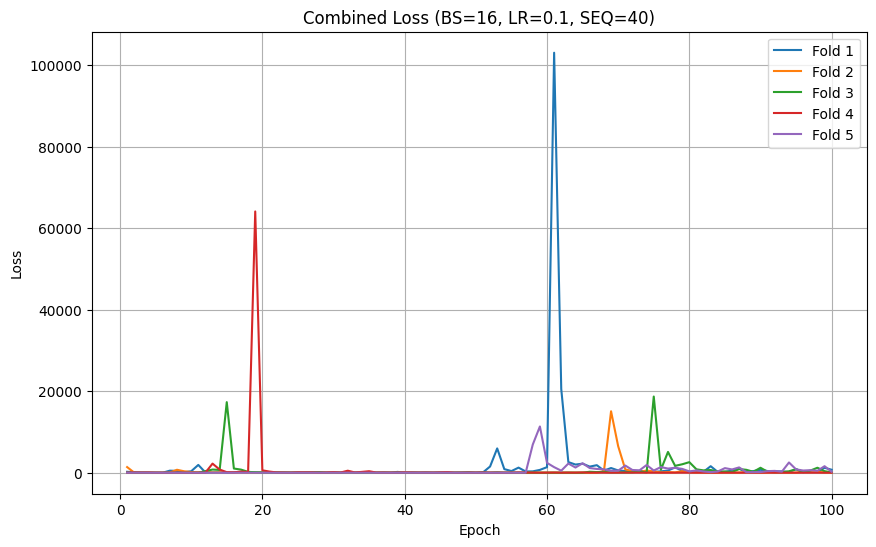 Combined Loss (BS=16, LR=0.1, SEQ=40)
Fold 1
Fold 2
Fold 3
Fold 4
Fold 5
100000
80000
60000
40000
20000
0
Loss
0 20 40 60 80 100
Epoch